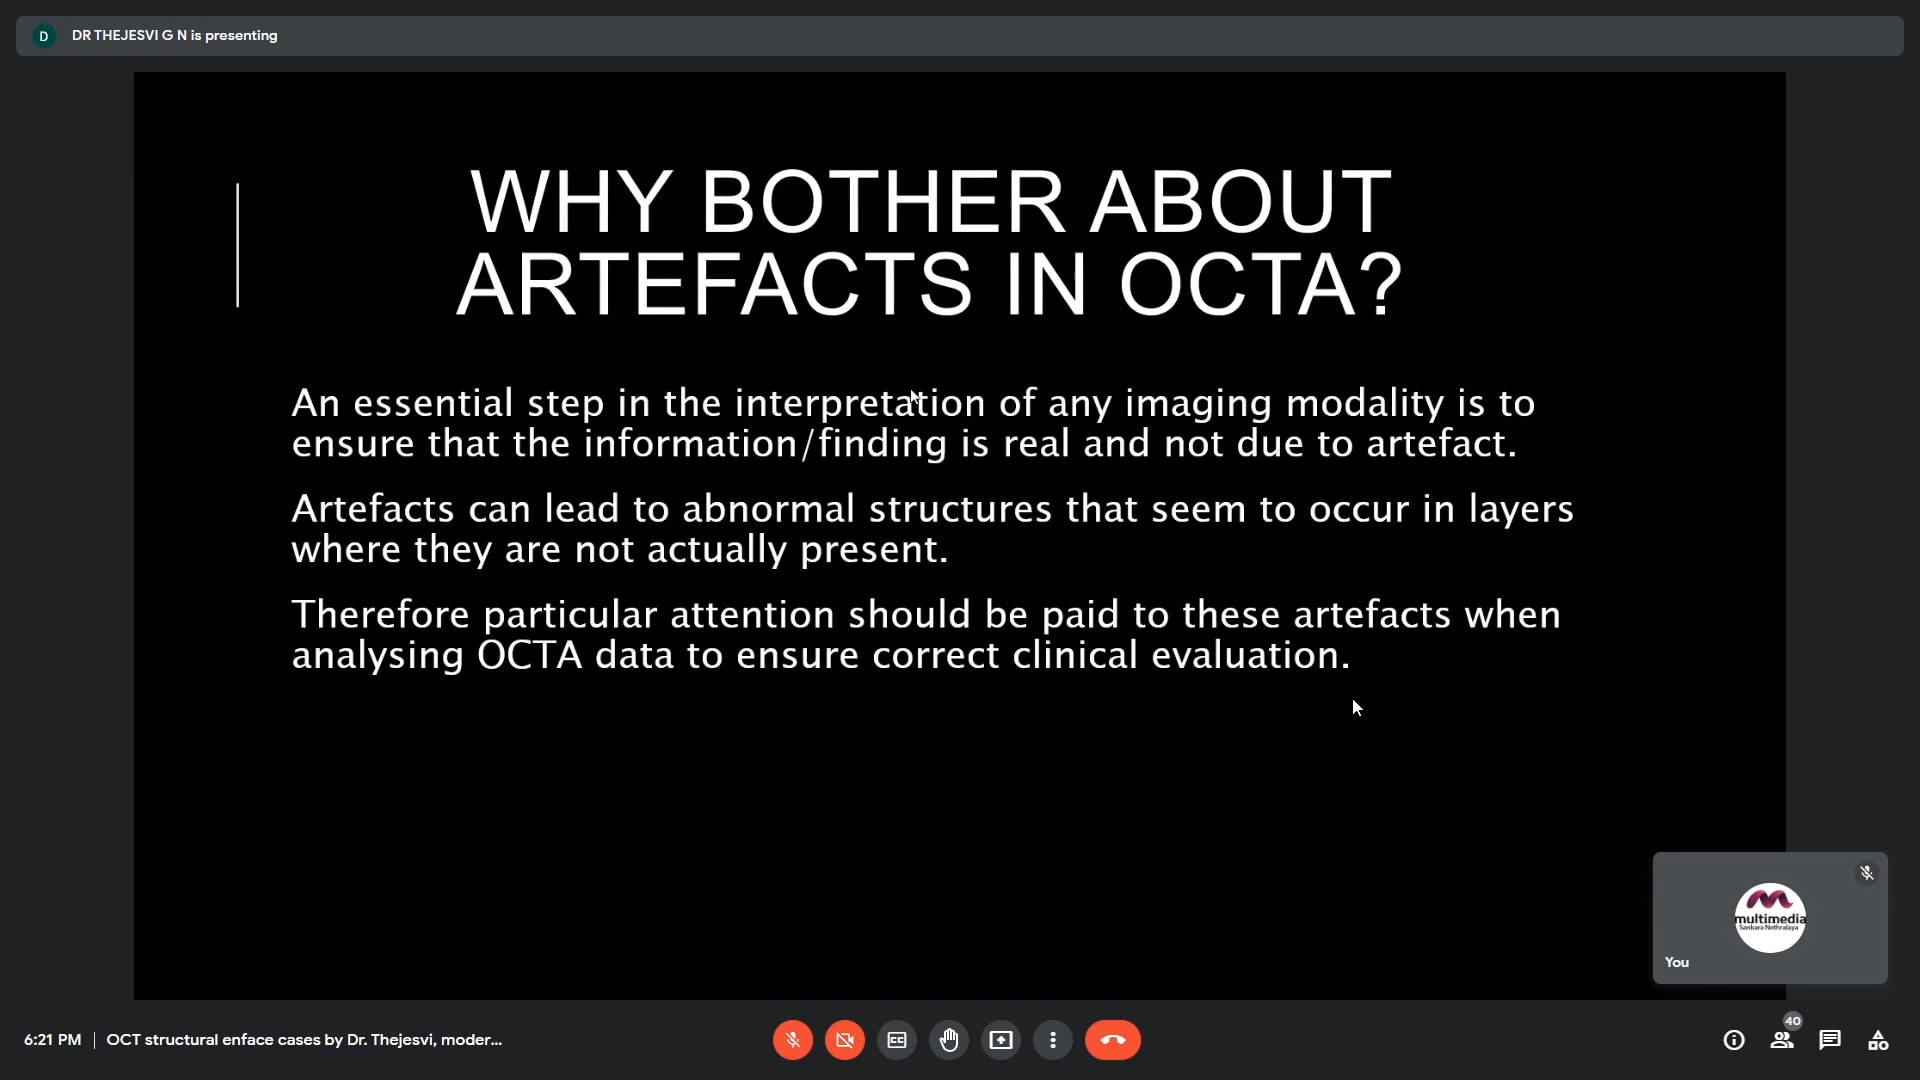 D DR THEJESVI G N is presenting
WHY BOTHER ABOUT
ARTEFACTS IN OCTA?
An essential step in the interpretation of any imaging modality is to
ensure that the information/finding is real and not due to artefact.
Artefacts can lead to abnormal structures that seem to occur in layers
where they are not actually present.
Therefore particular attention should be paid to these artefacts when
analysing OCTA data to ensure correct clinical evaluation.
multimedia
Sankara Nethralaya
You
6:21 PM | OCT structural enface cases by Dr. Thejesvi, moder...
40